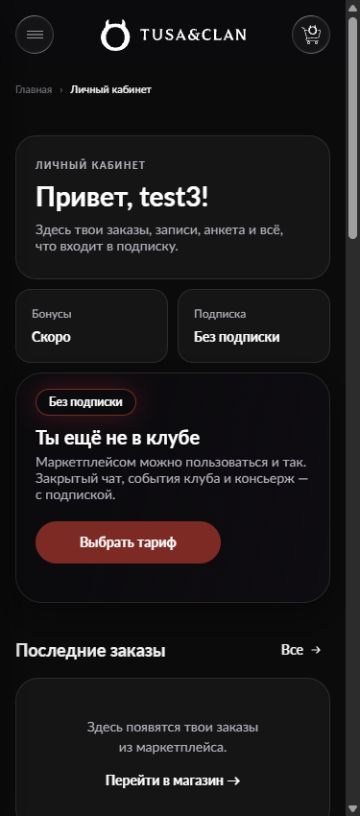 TUSA&CLAN
Главная › Личный кабинет
ЛИЧНЫЙ КАБИНЕТ
Привет, test3!
Здесь твои заказы, записи, анкета и всё,
что входит в подписку.
Бонусы
Скоро
Подписка
Без подписки
Без подписки
Ты ещё не в клубе
Маркетплейсом можно пользоваться и так.
Закрытый чат, события клуба и консьерж —
с подпиской.
Выбрать тариф
Последние заказы
Все →
Здесь появятся твои заказы
из маркетплейса.
Перейти в магазин →